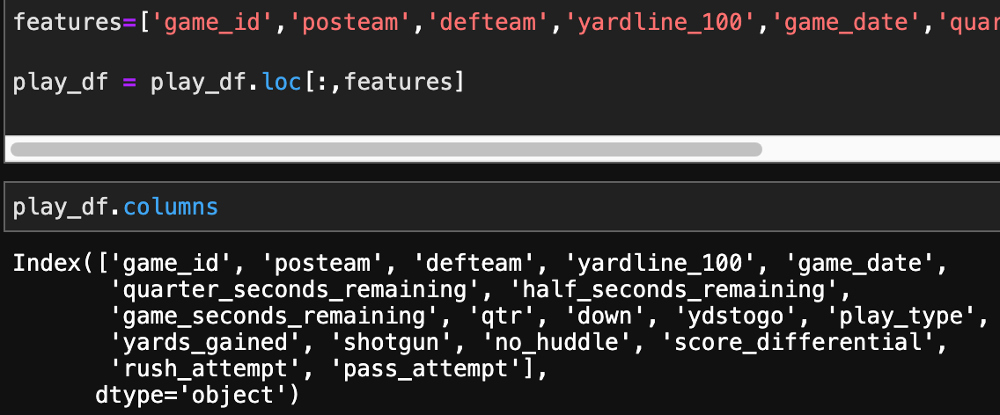 features=['game_id','posteam','defteam','yardline_100','game_date','quar
play_df = play_df.loc[:,features]
play_df.columns
Index(['game_id', 'posteam', 'defteam', 'yardline_100', 'game_date',
'quarter_seconds_remaining', 'half_seconds_remaining',
'game_seconds_remaining', 'qtr', 'down', 'ydstogo', 'play_type',
'yards_gained', 'shotgun', 'no_huddle', 'score_differential',
'rush_attempt', 'pass_attempt'],
dtype='object')